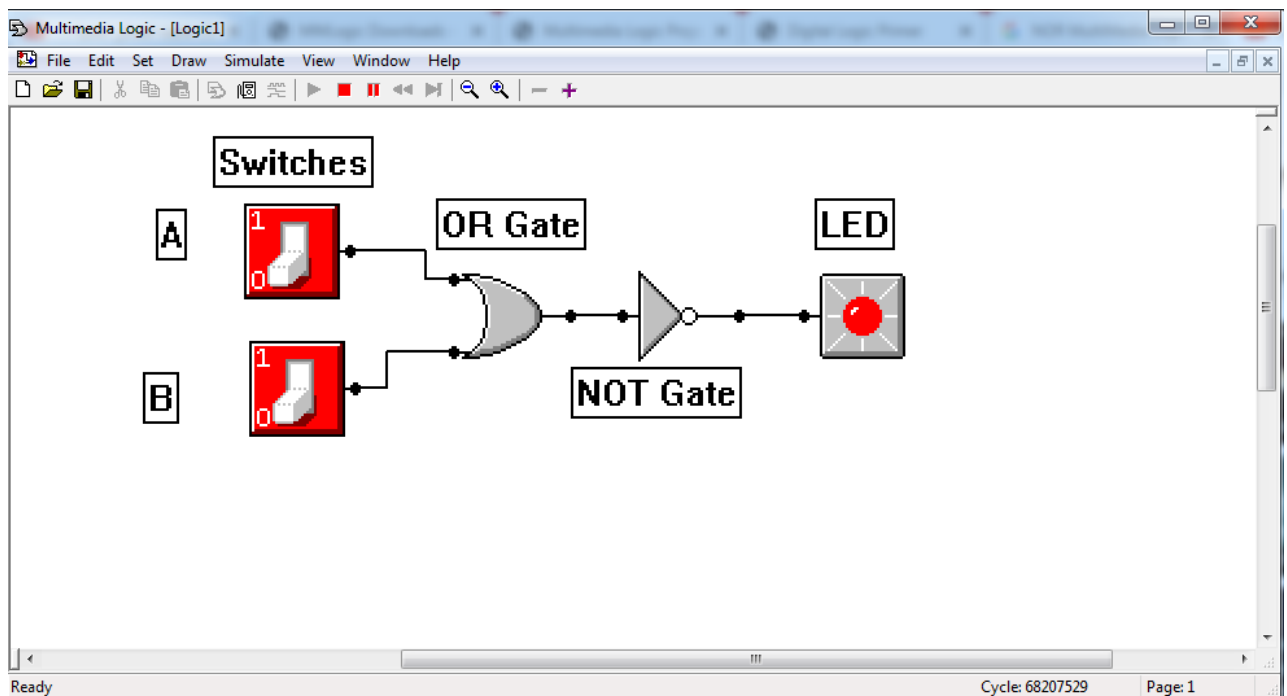 Multimedia Logic - [Logic1]
File Edit Set Draw Simulate View Window Help
Switches
A
1
0
OR Gate
LED
B
1
0
NOT Gate
Ready
Cycle: 68207529
Page: 1